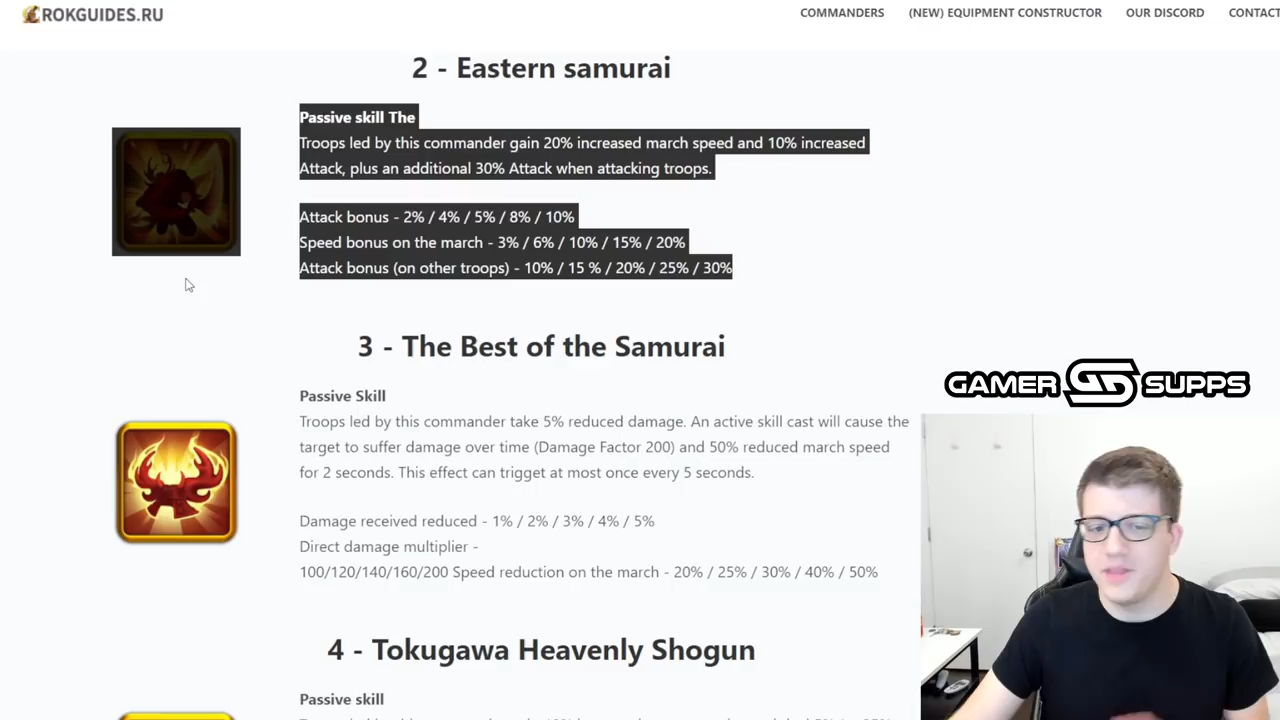 ROKGUIDES.RU
COMMANDERS
(NEW) EQUIPMENT CONSTRUCTOR
OUR DISCORD
CONTACT
2 - Eastern samurai
Passive skill The
Troops led by this commander gain 20% increased march speed and 10% increased
Attack, plus an additional 30% Attack when attacking troops.
Attack bonus - 2% / 4% / 5% / 8% / 10%
Speed bonus on the march - 3% / 6% / 10% / 15% / 20%
Attack bonus (on other troops) - 10% / 15 % / 20% / 25% / 30%
3 - The Best of the Samurai
Passive Skill
Troops led by this commander take 5% reduced damage. An active skill cast will cause the
target to suffer damage over time (Damage Factor 200) and 50% reduced march speed
for 2 seconds. This effect can trigget at most once every 5 seconds.
Damage received reduced - 1% / 2% / 3% / 4% / 5%
Direct damage multiplier -
100/120/140/160/200 Speed reduction on the march - 20% / 25% / 30% / 40% / 50%
GAMER SUPPS
4 - Tokugawa Heavenly Shogun
Passive skill